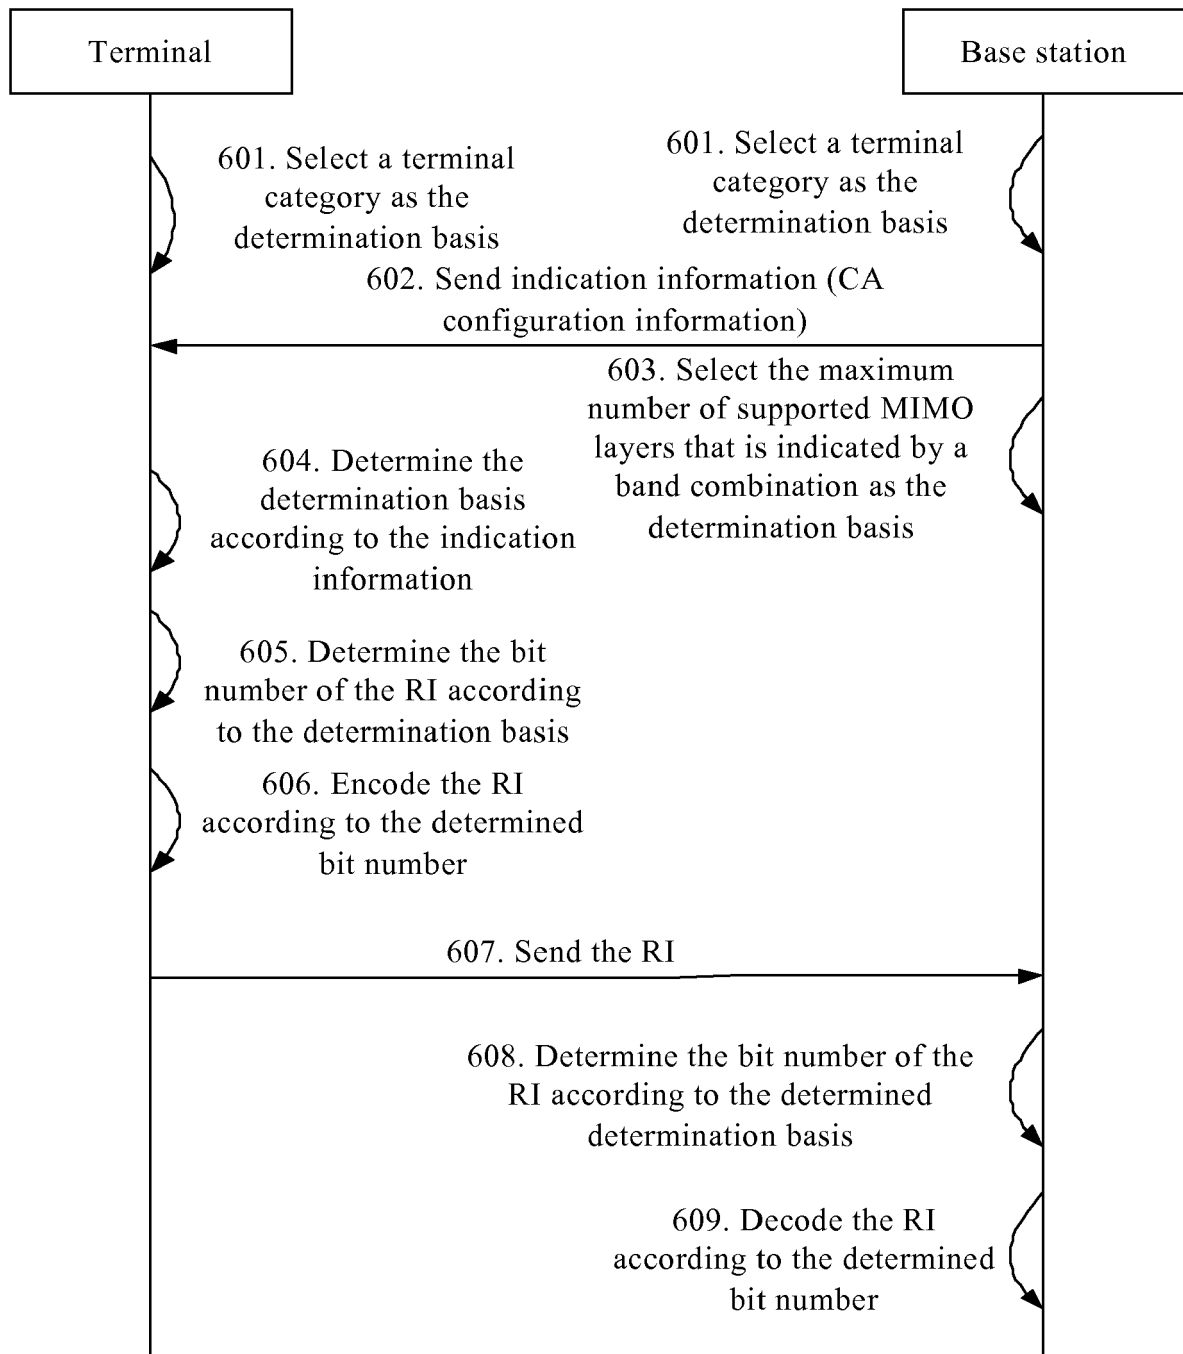 Terminal
Base station
601. Select a terminal
category as the
determination basis
601. Select a terminal
category as the
determination basis
602. Send indication information (CA
configuration information)
603. Select the maximum
number of supported MIMO
layers that is indicated by a
band combination as the
determination basis
604. Determine the
determination basis
according to the indication
information
605. Determine the bit
number of the RI according
to the determination basis
606. Encode the RI
according to the determined
bit number
607. Send the RI
608. Determine the bit number of the
RI according to the determined
determination basis
609. Decode the RI
according to the determined
bit number